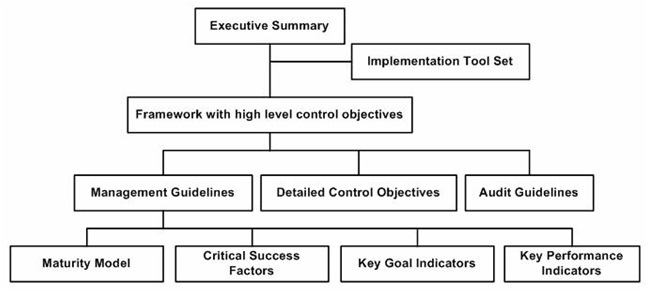 Executive Summary
Implementation Tool Set
Framework with high level control objectives
Management Guidelines
Detailed Control Objectives
Audit Guidelines
Maturity Model
Critical Success
Factors
Key Goal Indicators
Key Performance
Indicators